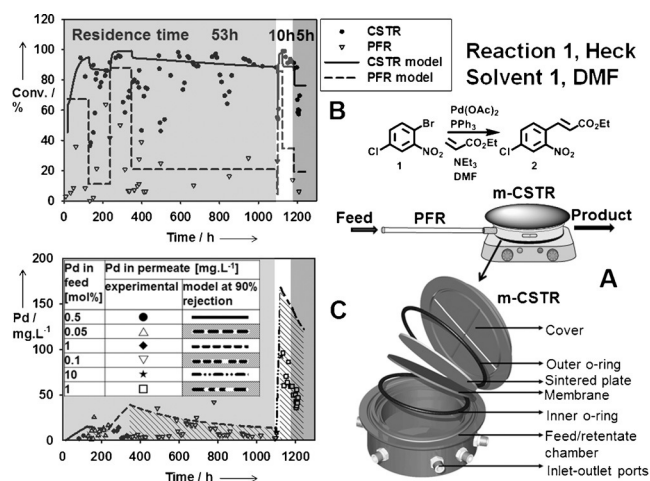 120
100
80
60
40
20
0
Conv. /
%
Residence time 53h 10h 5h
CSTR
PFR
CSTR model
PFR model
0 200 400 600 800 1000 1200
Time / h
Reaction 1, Heck
Solvent 1, DMF
B
Br
Cl
NO₂
1
Pd(OAc)₂
PPh₃
CO₂Et
NEt₃
DMF
CO₂Et
Cl
NO₂
2
m-CSTR
Feed
PFR
Product
A
200
150
100
50
0
Pd /
mg.L⁻¹
Pd in feed [mol%]
Pd in permeate [mg.L⁻¹]
experimental
model at 90% rejection
0.5
0.05
1
0.1
10
1
0 200 400 600 800 1000 1200
Time / h
C
m-CSTR
Cover
Outer o-ring
Sintered plate
Membrane
Inner o-ring
Feed/retentate
chamber
Inlet-outlet ports